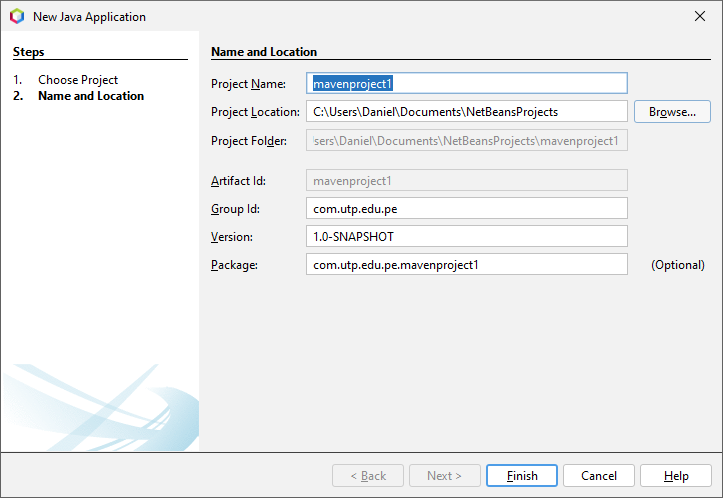 New Java Application
Steps
1. Choose Project
2. Name and Location
Name and Location
Project Name: mavenproject1
Project Location: C:\Users\Daniel\Documents\NetBeansProjects Browse...
Project Folder: sers\Daniel\Documents\NetBeansProjects\mavenproject1
Artifact Id: mavenproject1
Group Id: com.utp.edu.pe
Version: 1.0-SNAPSHOT
Package: com.utp.edu.pe.mavenproject1 (Optional)
< Back Next > Finish Cancel Help